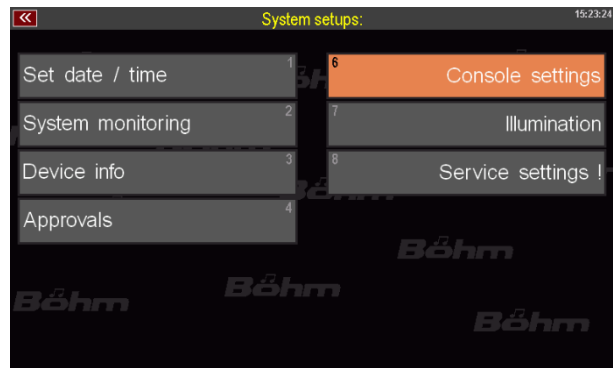 System setups:
15:23:24
Set date / time 1
System monitoring 2
Device info 3
Approvals 4
6 Console settings
7 Illumination
8 Service settings !
Böhm
Böhm
Böhm
Böhm